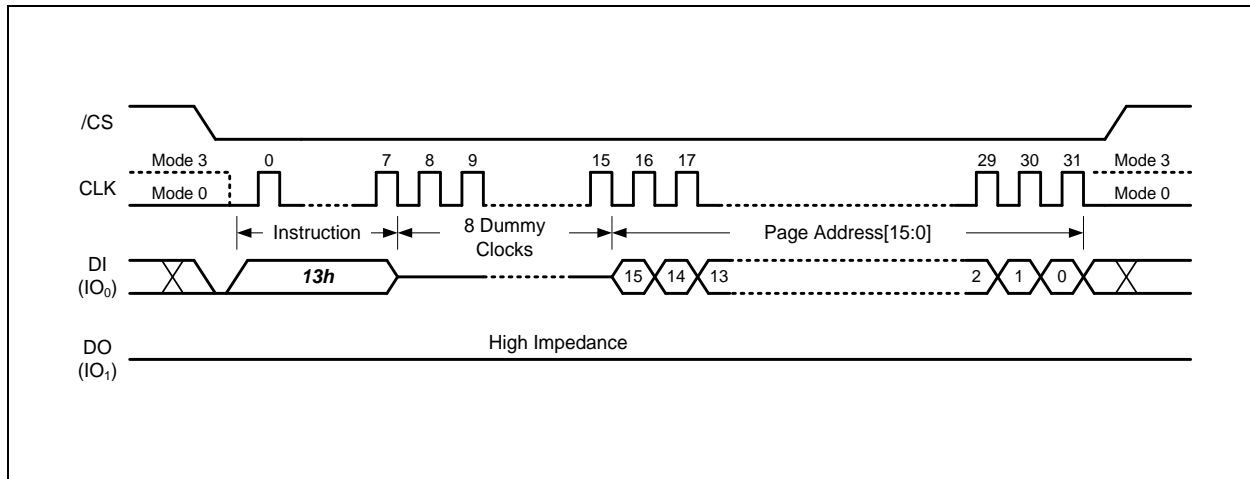 /CS
Mode 3 0 7 8 9 15 16 17 29 30 31 Mode 3
CLK
Mode 0 Mode 0
Instruction 8 Dummy Clocks Page Address[15:0]
DI
(IO₀)
13h 15 14 13 2 1 0
DO
(IO₁)
High Impedance